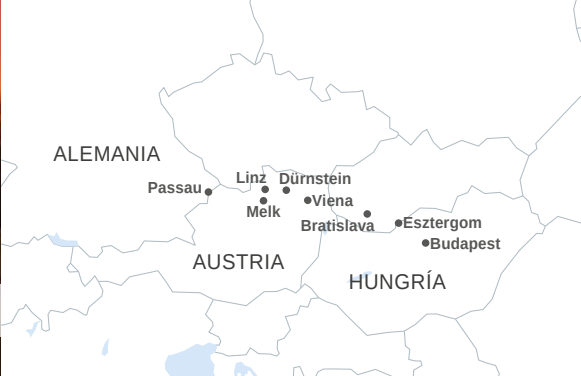 ALEMANIA
Passau
Linz
Dürnstein
Melk
Viena
Bratislava
Esztergom
Budapest
AUSTRIA
HUNGRÍA